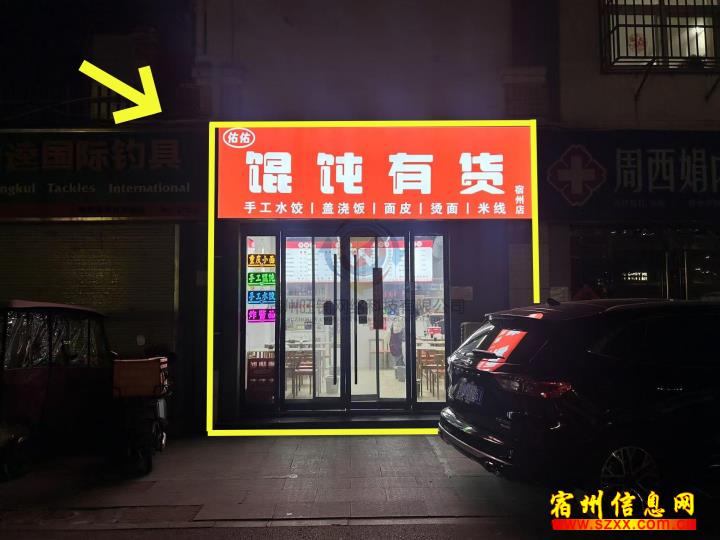 佑佑
馄饨有货
宿州店
手工水饺|盖浇饭|面皮|烫面|米线
国际钓具
Tackles International
周西娟
重庆小面
手工馄饨
手工水饺
炸酱面
宿州信息网
www.szxx.com.cn